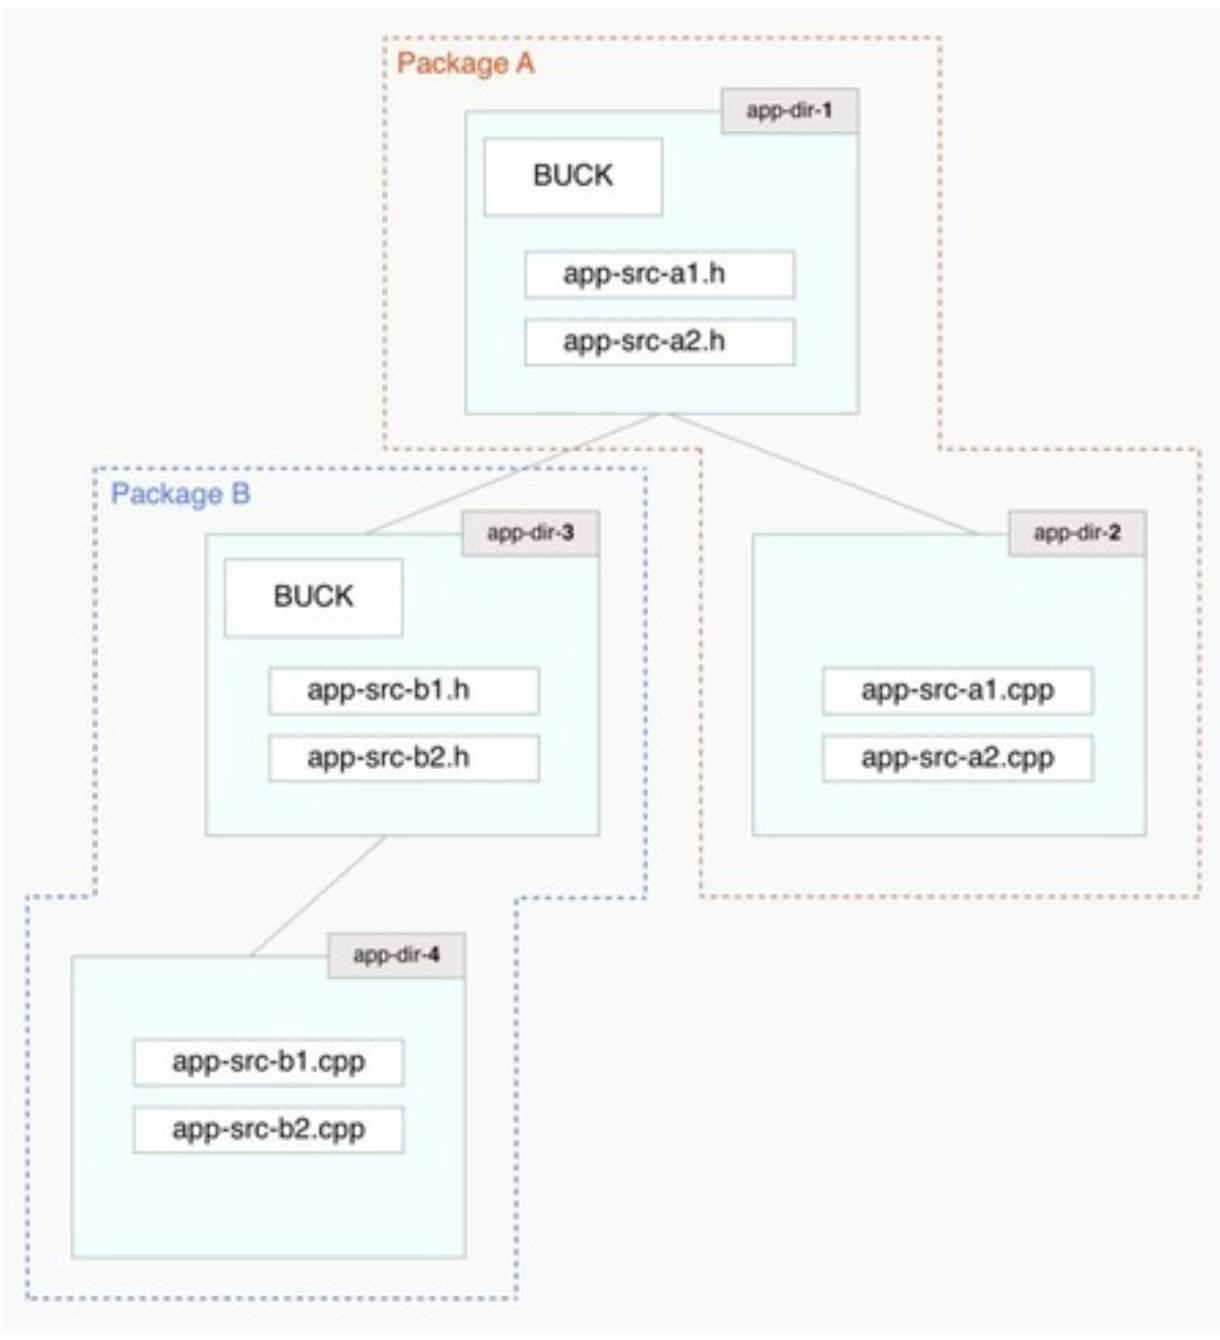 Package A
app-dir-1
BUCK
app-src-a1.h
app-src-a2.h
Package B
app-dir-3
BUCK
app-src-b1.h
app-src-b2.h
app-dir-2
app-src-a1.cpp
app-src-a2.cpp
app-dir-4
app-src-b1.cpp
app-src-b2.cpp